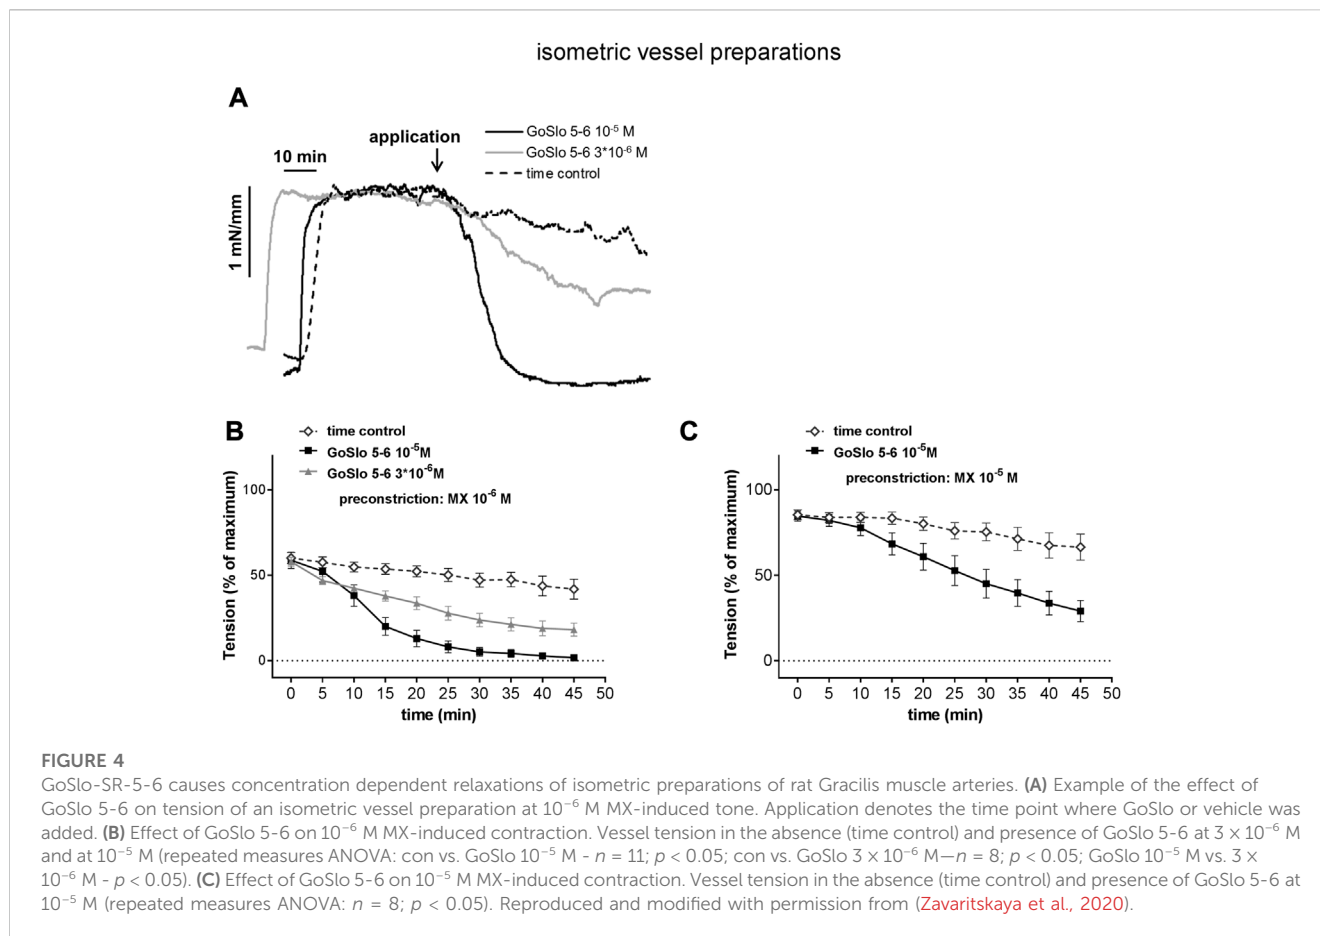 isometric vessel preparations
A
application
10 min
GoSlo 5-6 10⁻⁵ M
GoSlo 5-6 3*10⁻⁶ M
time control
1 mN/mm
B
time control
GoSlo 5-6 10⁻⁵M
GoSlo 5-6 3*10⁻⁶M
preconstriction: MX 10⁻⁶ M
Tension (% of maximum)
100
50
0
0 5 10 15 20 25 30 35 40 45 50
time (min)
C
time control
GoSlo 5-6 10⁻⁵M
preconstriction: MX 10⁻⁵ M
Tension (% of maximum)
100
50
0
0 5 10 15 20 25 30 35 40 45 50
time (min)
FIGURE 4
GoSlo-SR-5-6 causes concentration dependent relaxations of isometric preparations of rat Gracilis muscle arteries. (A) Example of the effect of
GoSlo 5-6 on tension of an isometric vessel preparation at 10⁻⁶ M MX-induced tone. Application denotes the time point where GoSlo or vehicle was
added. (B) Effect of GoSlo 5-6 on 10⁻⁶ M MX-induced contraction. Vessel tension in the absence (time control) and presence of GoSlo 5-6 at 3 × 10⁻⁶ M
and at 10⁻⁵ M (repeated measures ANOVA: con vs. GoSlo 10⁻⁵ M - n = 11; p < 0.05; con vs. GoSlo 3 × 10⁻⁶ M—n = 8; p < 0.05; GoSlo 10⁻⁵ M vs. 3 ×
10⁻⁶ M - p < 0.05). (C) Effect of GoSlo 5-6 on 10⁻⁵ M MX-induced contraction. Vessel tension in the absence (time control) and presence of GoSlo 5-6 at
10⁻⁵ M (repeated measures ANOVA: n = 8; p < 0.05). Reproduced and modified with permission from (Zavaritskaya et al., 2020).